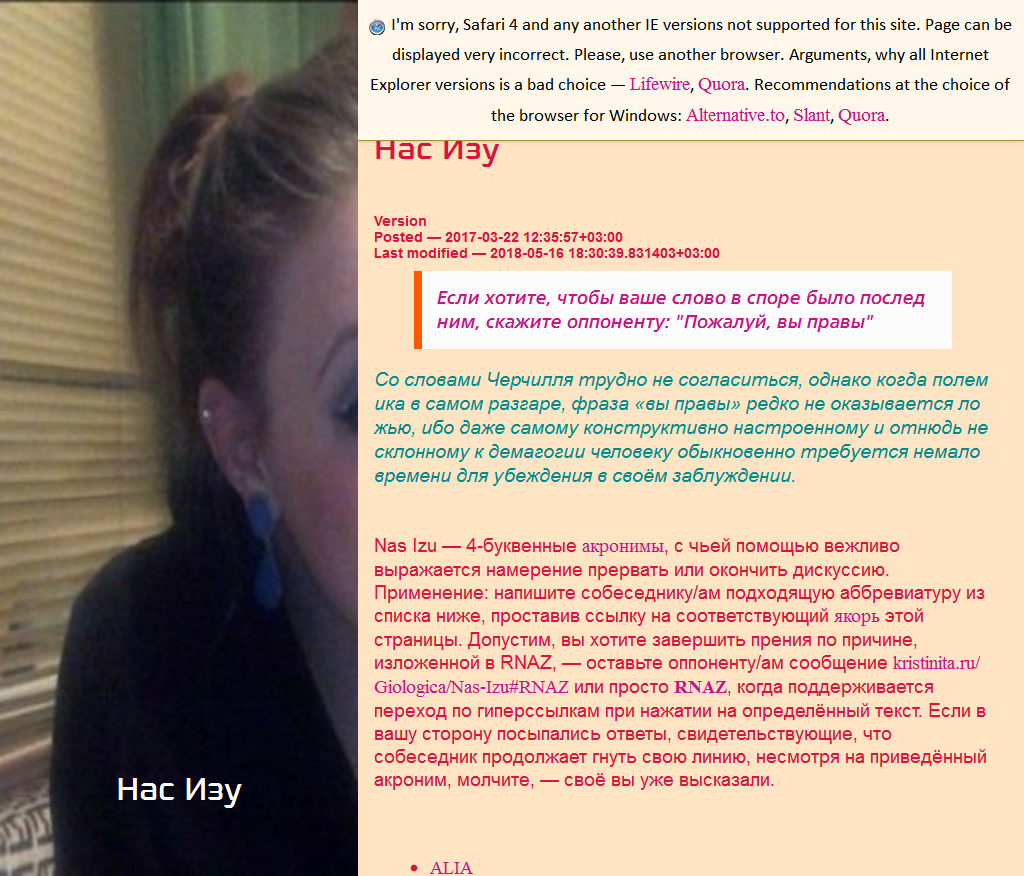 I'm sorry, Safari 4 and any another IE versions not supported for this site. Page can be
displayed very incorrect. Please, use another browser. Arguments, why all Internet
Explorer versions is a bad choice — Lifewire, Quora. Recommendations at the choice of
the browser for Windows: Alternative.to, Slant, Quora.
Нас Изу
Version
Posted — 2017-03-22 12:35:57+03:00
Last modified — 2018-05-16 18:30:39.831403+03:00
Если хотите, чтобы ваше слово в споре было послед
ним, скажите оппоненту: "Пожалуй, вы правы"
Со словами Черчилля трудно не согласиться, однако когда полем
ика в самом разгаре, фраза «вы правы» редко не оказывается ло
жью, ибо даже самому конструктивно настроенному и отнюдь не
склонному к демагогии человеку обыкновенно требуется немало
времени для убеждения в своём заблуждении.
Nas Izu — 4-буквенные акронимы, с чьей помощью вежливо
выражается намерение прервать или окончить дискуссию.
Применение: напишите собеседнику/ам подходящую аббревиатуру из
списка ниже, проставив ссылку на соответствующий якорь этой
страницы. Допустим, вы хотите завершить прения по причине,
изложенной в RNAZ, — оставьте оппоненту/ам сообщение kristinita.ru/
Giologica/Nas-Izu#RNAZ или просто RNAZ, когда поддерживается
переход по гиперссылкам при нажатии на определённый текст. Если в
вашу сторону посыпались ответы, свидетельствующие, что
собеседник продолжает гнуть свою линию, несмотря на приведённый
акроним, молчите, — своё вы уже высказали.
ALIA
Нас Изу